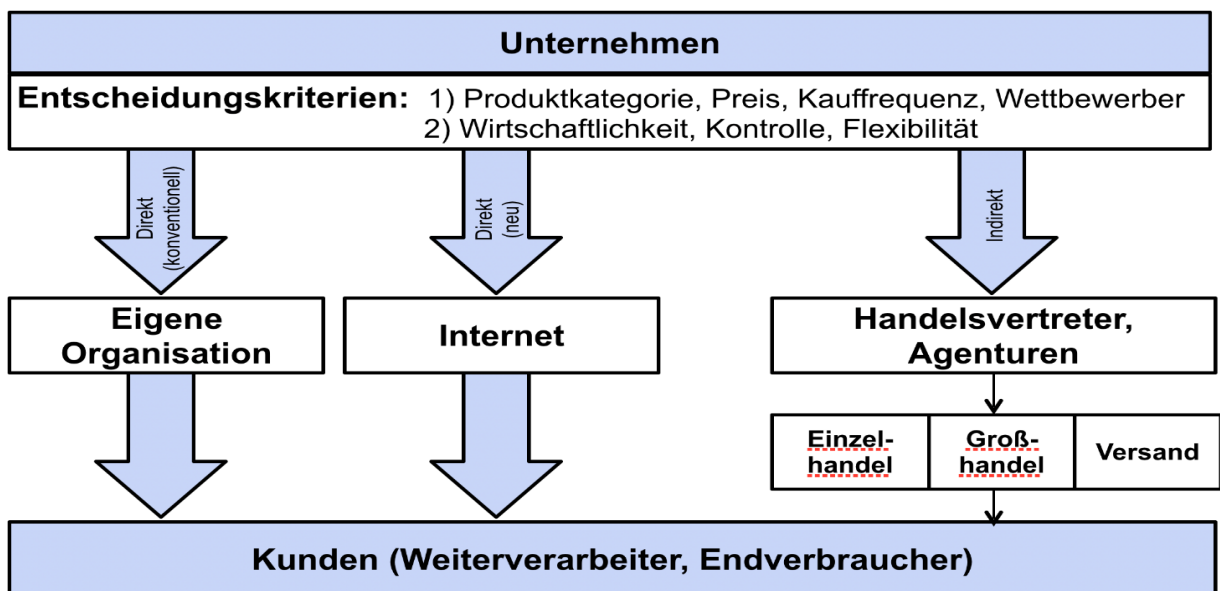 Unternehmen
Entscheidungskriterien: 1) Produktkategorie, Preis, Kauffrequenz, Wettbewerber
2) Wirtschaftlichkeit, Kontrolle, Flexibilität
Direkt
(konventionell)
Direkt
(neu)
Indirekt
Eigene
Organisation
Internet
Handelsvertreter,
Agenturen
Einzel-
handel
Groß-
handel
Versand
Kunden (Weiterverarbeiter, Endverbraucher)